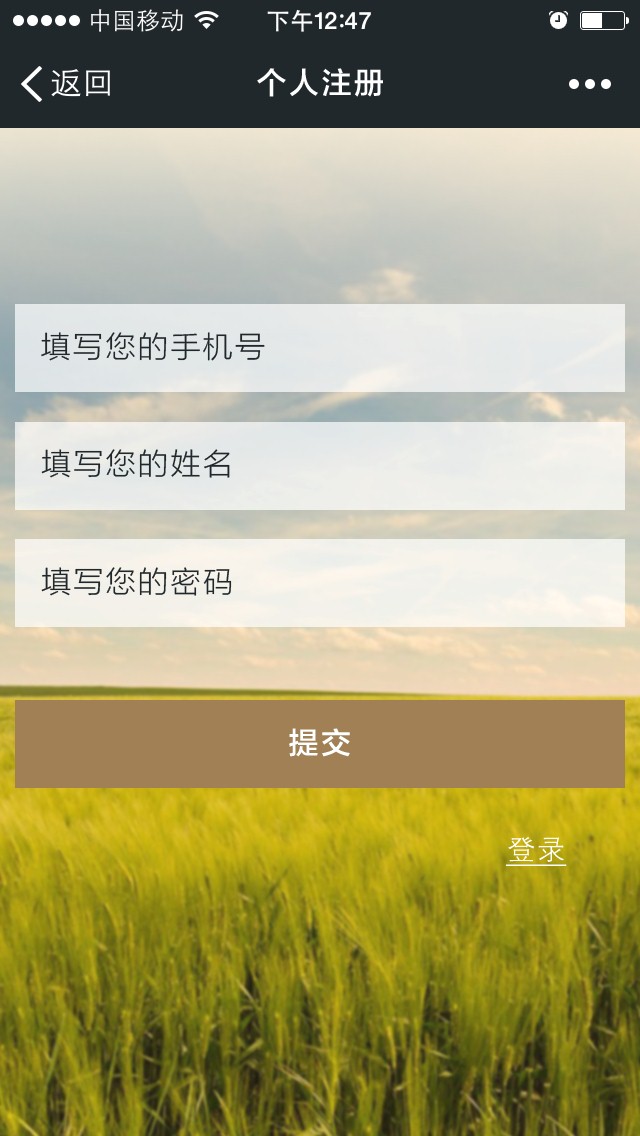 中国移动 下午12:47
返回 个人注册
填写您的手机号
填写您的姓名
填写您的密码
提交
登录